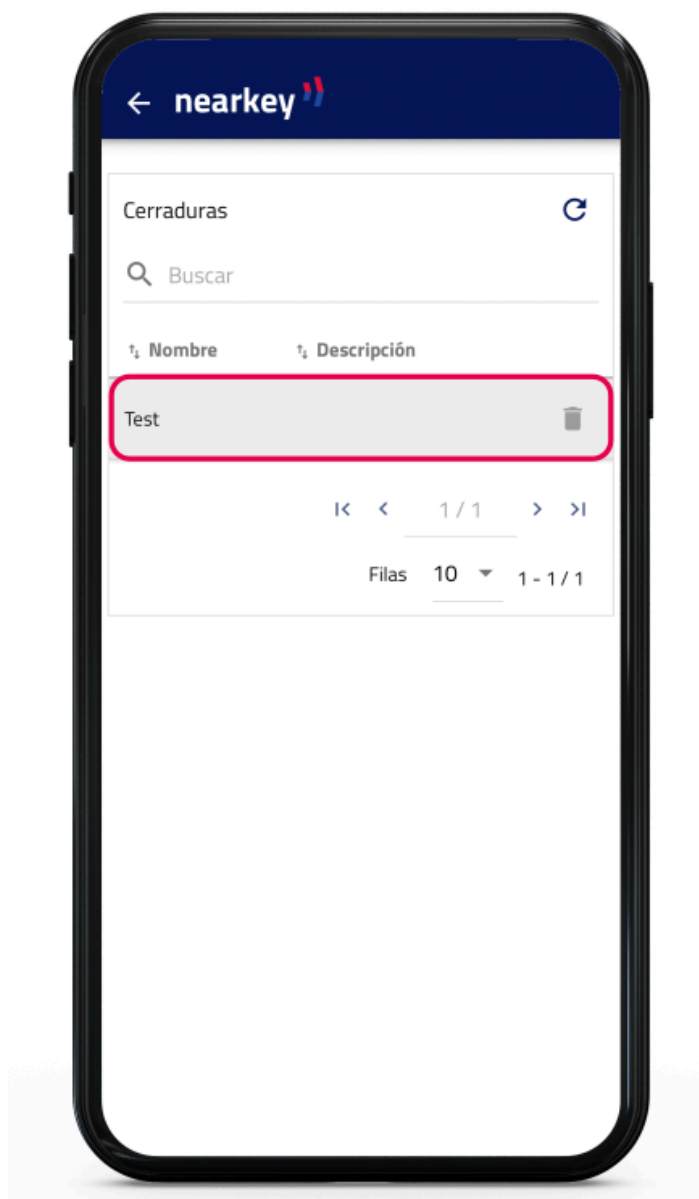 nearkey
Cerraduras
Buscar
Nombre Descripción
Test
1 / 1
Filas 10 1 - 1 / 1